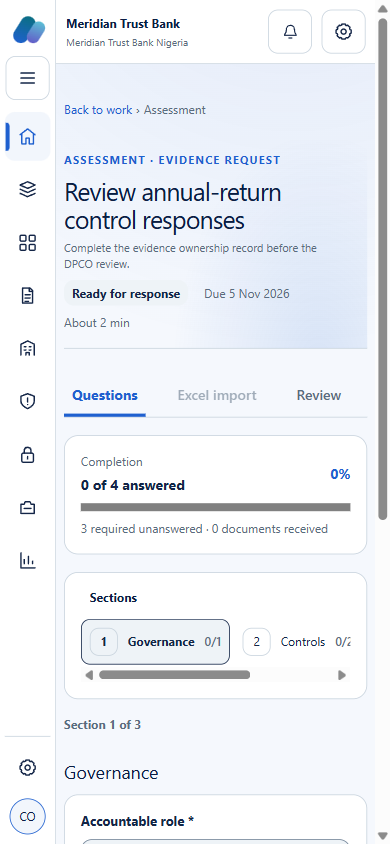 Meridian Trust Bank
Meridian Trust Bank Nigeria
Back to work › Assessment
ASSESSMENT · EVIDENCE REQUEST
Review annual-return
control responses
Complete the evidence ownership record before the
DPCO review.
Ready for response Due 5 Nov 2026
About 2 min
Questions Excel import Review
Completion
0%
0 of 4 answered
3 required unanswered · 0 documents received
Sections
1 Governance 0/1 2 Controls 0/2
Section 1 of 3
Governance
Accountable role *
CO